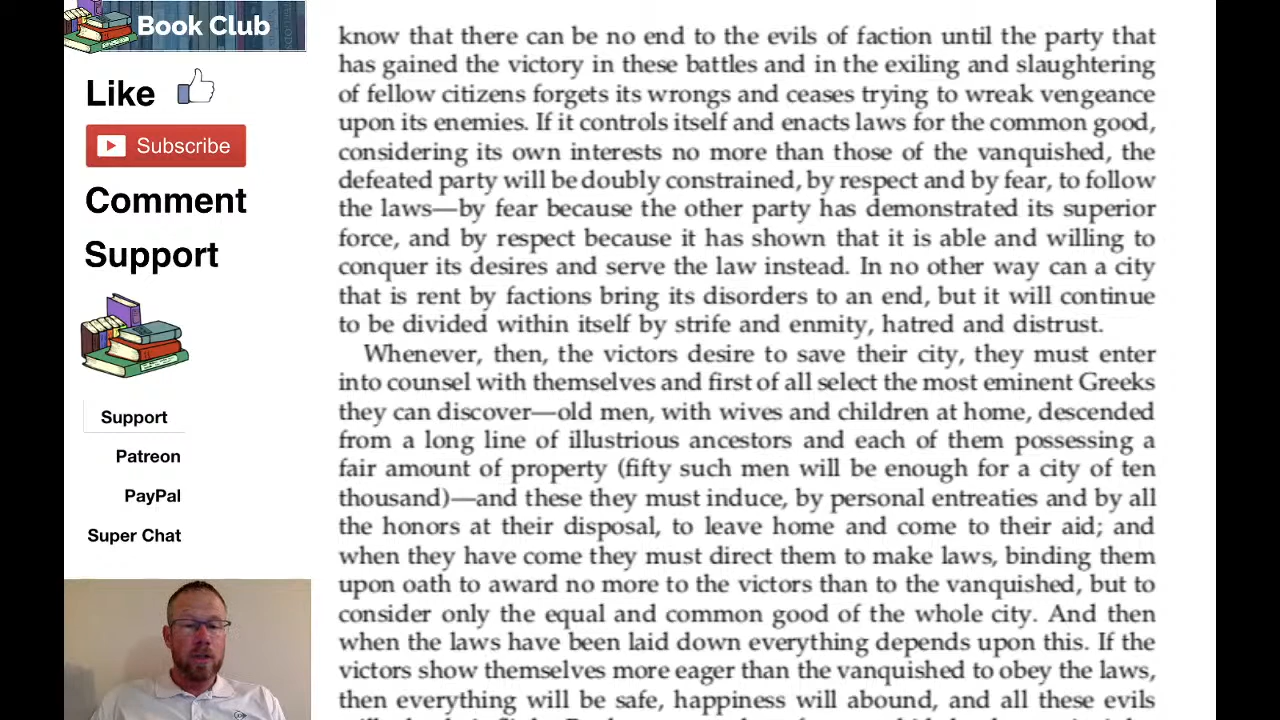 Book Club
Like
Subscribe
Comment
Support
Support
Patreon
PayPal
Super Chat
know that there can be no end to the evils of faction until the party that
has gained the victory in these battles and in the exiling and slaughtering
of fellow citizens forgets its wrongs and ceases trying to wreak vengeance
upon its enemies. If it controls itself and enacts laws for the common good,
considering its own interests no more than those of the vanquished, the
defeated party will be doubly constrained, by respect and by fear, to follow
the laws—by fear because the other party has demonstrated its superior
force, and by respect because it has shown that it is able and willing to
conquer its desires and serve the law instead. In no other way can a city
that is rent by factions bring its disorders to an end, but it will continue
to be divided within itself by strife and enmity, hatred and distrust.
Whenever, then, the victors desire to save their city, they must enter
into counsel with themselves and first of all select the most eminent Greeks
they can discover—old men, with wives and children at home, descended
from a long line of illustrious ancestors and each of them possessing a
fair amount of property (fifty such men will be enough for a city of ten
thousand)—and these they must induce, by personal entreaties and by all
the honors at their disposal, to leave home and come to their aid; and
when they have come they must direct them to make laws, binding them
upon oath to award no more to the victors than to the vanquished, but to
consider only the equal and common good of the whole city. And then
when the laws have been laid down everything depends upon this. If the
victors show themselves more eager than the vanquished to obey the laws,
then everything will be safe, happiness will abound, and all these evils